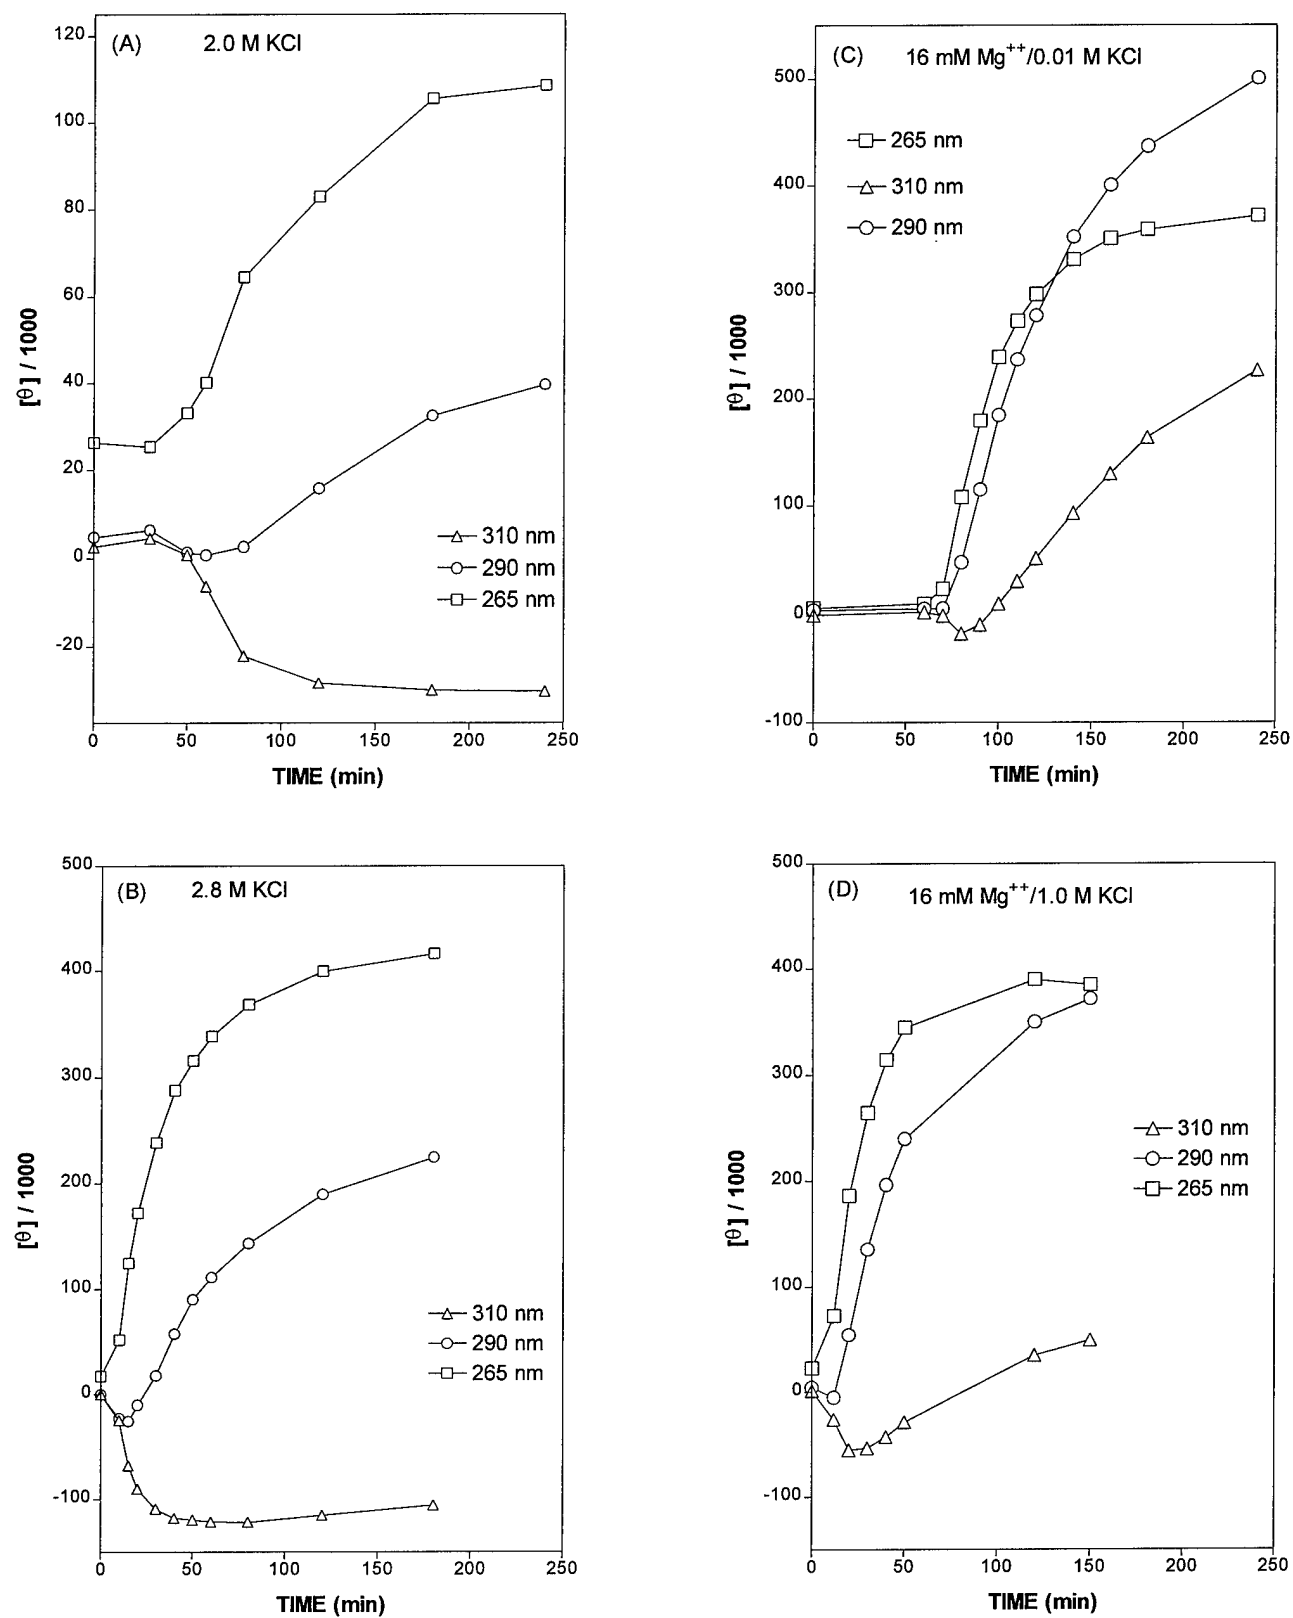 (A) 2.0 M KCl
120
100
80
60
40
20
0
-20
[θ] / 1000
310 nm
290 nm
265 nm
0 50 100 150 200 250
TIME (min)
(C) 16 mM Mg++/0.01 M KCl
500
400
300
200
100
0
-100
[θ] / 1000
265 nm
310 nm
290 nm
0 50 100 150 200 250
TIME (min)
(B) 2.8 M KCl
500
400
300
200
100
0
-100
[θ] / 1000
310 nm
290 nm
265 nm
0 50 100 150 200 250
TIME (min)
(D) 16 mM Mg++/1.0 M KCl
500
400
300
200
100
0
-100
[θ] / 1000
310 nm
290 nm
265 nm
0 50 100 150 200 250
TIME (min)